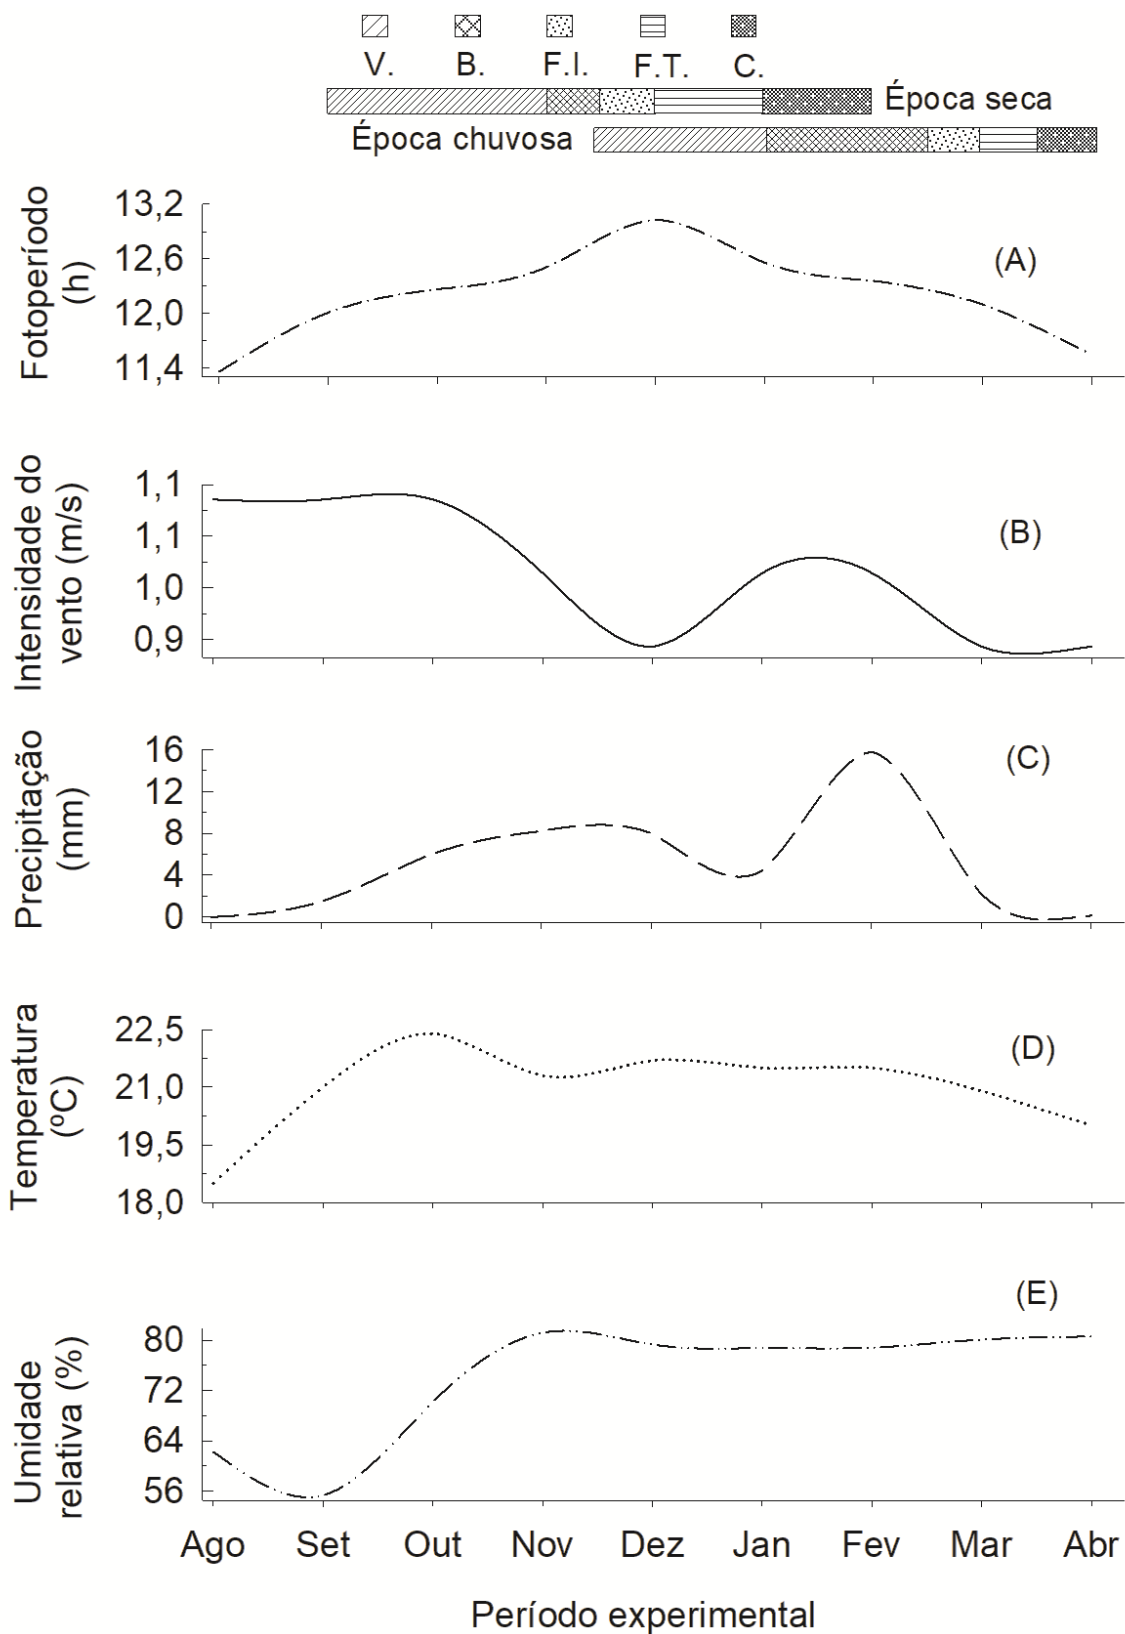 V. B. F.I. F.T. C.
Época seca
Época chuvosa
Fotoperíodo
(h)
13,2
12,6
12,0
11,4
(A)
Intensidade do
vento (m/s)
1,1
1,1
1,0
0,9
(B)
Precipitação
(mm)
16
12
8
4
0
(C)
Temperatura
(ºC)
22,5
21,0
19,5
18,0
(D)
Umidade
relativa (%)
80
72
64
56
(E)
Ago Set Out Nov Dez Jan Fev Mar Abr
Período experimental